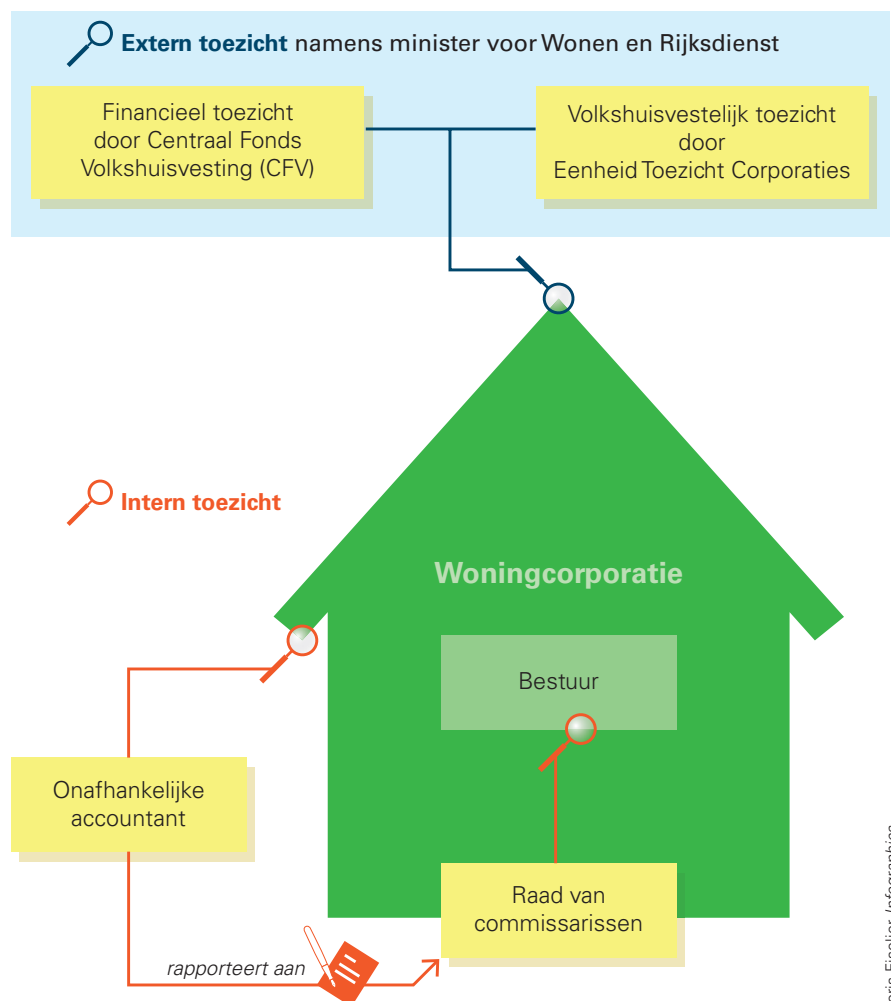 Extern toezicht namens minister voor Wonen en Rijksdienst
Financieel toezicht
door Centraal Fonds
Volkshuisvesting (CFV)
Volkshuisvestelijk toezicht
door
Eenheid Toezicht Corporaties
Intern toezicht
Woningcorporatie
Bestuur
Onafhankelijke
accountant
Raad van
commissarissen
rapporteert aan
Infographics